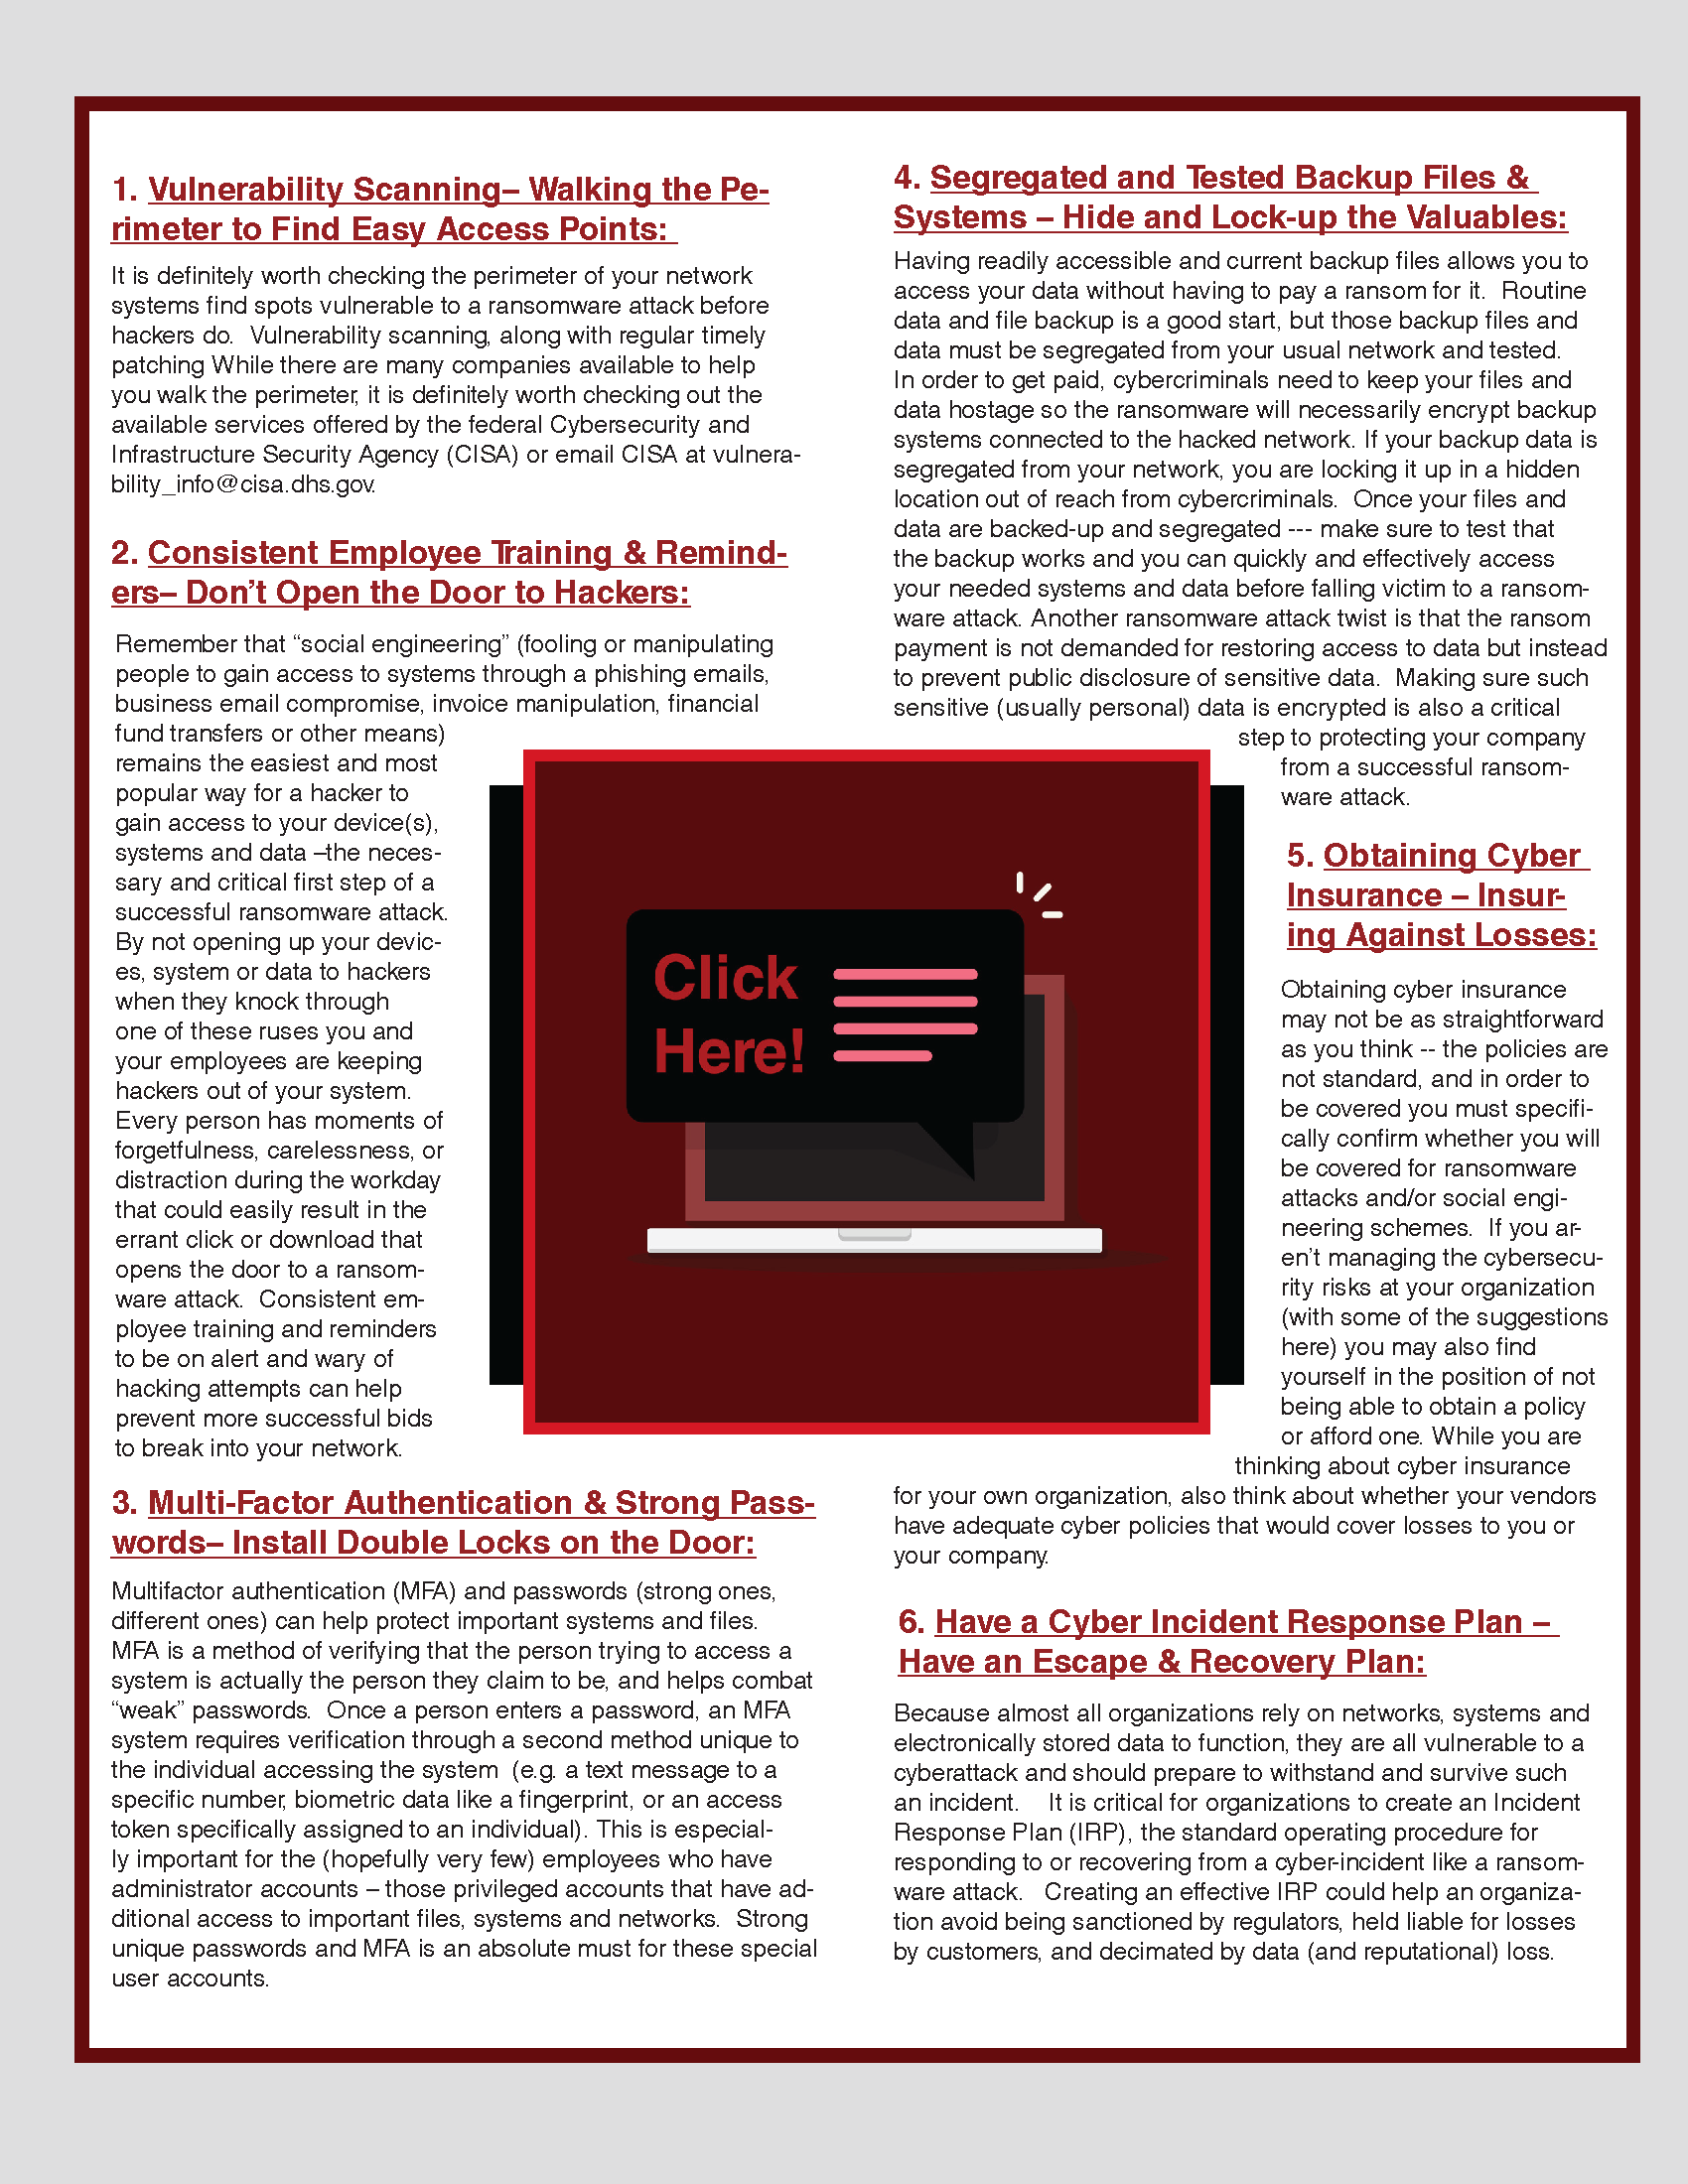 1. Vulnerability Scanning– Walking the Pe-
rimeter to Find Easy Access Points:
It is definitely worth checking the perimeter of your network
systems find spots vulnerable to a ransomware attack before
hackers do.  Vulnerability scanning, along with regular timely
patching While there are many companies available to help
you walk the perimeter, it is definitely worth checking out the
available services offered by the federal Cybersecurity and
Infrastructure Security Agency (CISA) or email CISA at vulnera-
bility_info@cisa.dhs.gov.
2. Consistent Employee Training & Remind-
ers– Don’t Open the Door to Hackers:
Remember that “social engineering” (fooling or manipulating
people to gain access to systems through a phishing emails,
business email compromise, invoice manipulation, financial
fund transfers or other means)
remains the easiest and most
popular way for a hacker to
gain access to your device(s),
systems and data –the neces-
sary and critical first step of a
successful ransomware attack.
By not opening up your devic-
es, system or data to hackers
when they knock through
one of these ruses you and
your employees are keeping
hackers out of your system.
Every person has moments of
forgetfulness, carelessness, or
distraction during the workday
that could easily result in the
errant click or download that
opens the door to a ransom-
ware attack.  Consistent em-
ployee training and reminders
to be on alert and wary of
hacking attempts can help
prevent more successful bids
to break into your network.
3. Multi-Factor Authentication & Strong Pass-
words– Install Double Locks on the Door:
Multifactor authentication (MFA) and passwords (strong ones,
different ones) can help protect important systems and files.
MFA is a method of verifying that the person trying to access a
system is actually the person they claim to be, and helps combat
“weak” passwords.  Once a person enters a password, an MFA
system requires verification through a second method unique to
the individual accessing the system  (e.g. a text message to a
specific number, biometric data like a fingerprint, or an access
token specifically assigned to an individual). This is especial-
ly important for the (hopefully very few) employees who have
administrator accounts – those privileged accounts that have ad-
ditional access to important files, systems and networks.  Strong
unique passwords and MFA is an absolute must for these special
user accounts.
Click
Here!
4. Segregated and Tested Backup Files &
Systems – Hide and Lock-up the Valuables:
Having readily accessible and current backup files allows you to
access your data without having to pay a ransom for it.  Routine
data and file backup is a good start, but those backup files and
data must be segregated from your usual network and tested.
In order to get paid, cybercriminals need to keep your files and
data hostage so the ransomware will necessarily encrypt backup
systems connected to the hacked network. If your backup data is
segregated from your network, you are locking it up in a hidden
location out of reach from cybercriminals.  Once your files and
data are backed-up and segregated --- make sure to test that
the backup works and you can quickly and effectively access
your needed systems and data before falling victim to a ransom-
ware attack. Another ransomware attack twist is that the ransom
payment is not demanded for restoring access to data but instead
to prevent public disclosure of sensitive data.  Making sure such
sensitive (usually personal) data is encrypted is also a critical
step to protecting your company
from a successful ransom-
ware attack.
5. Obtaining Cyber
Insurance – Insur-
ing Against Losses:
Obtaining cyber insurance
may not be as straightforward
as you think -- the policies are
not standard, and in order to
be covered you must specifi-
cally confirm whether you will
be covered for ransomware
attacks and/or social engi-
neering schemes.  If you ar-
en’t managing the cybersecu-
rity risks at your organization
(with some of the suggestions
here) you may also find
yourself in the position of not
being able to obtain a policy
or afford one. While you are
thinking about cyber insurance
for your own organization, also think about whether your vendors
have adequate cyber policies that would cover losses to you or
your company.
6. Have a Cyber Incident Response Plan –
Have an Escape & Recovery Plan:
Because almost all organizations rely on networks, systems and
electronically stored data to function, they are all vulnerable to a
cyberattack and should prepare to withstand and survive such
an incident.    It is critical for organizations to create an Incident
Response Plan (IRP), the standard operating procedure for
responding to or recovering from a cyber-incident like a ransom-
ware attack.   Creating an effective IRP could help an organiza-
tion avoid being sanctioned by regulators, held liable for losses
by customers, and decimated by data (and reputational) loss.